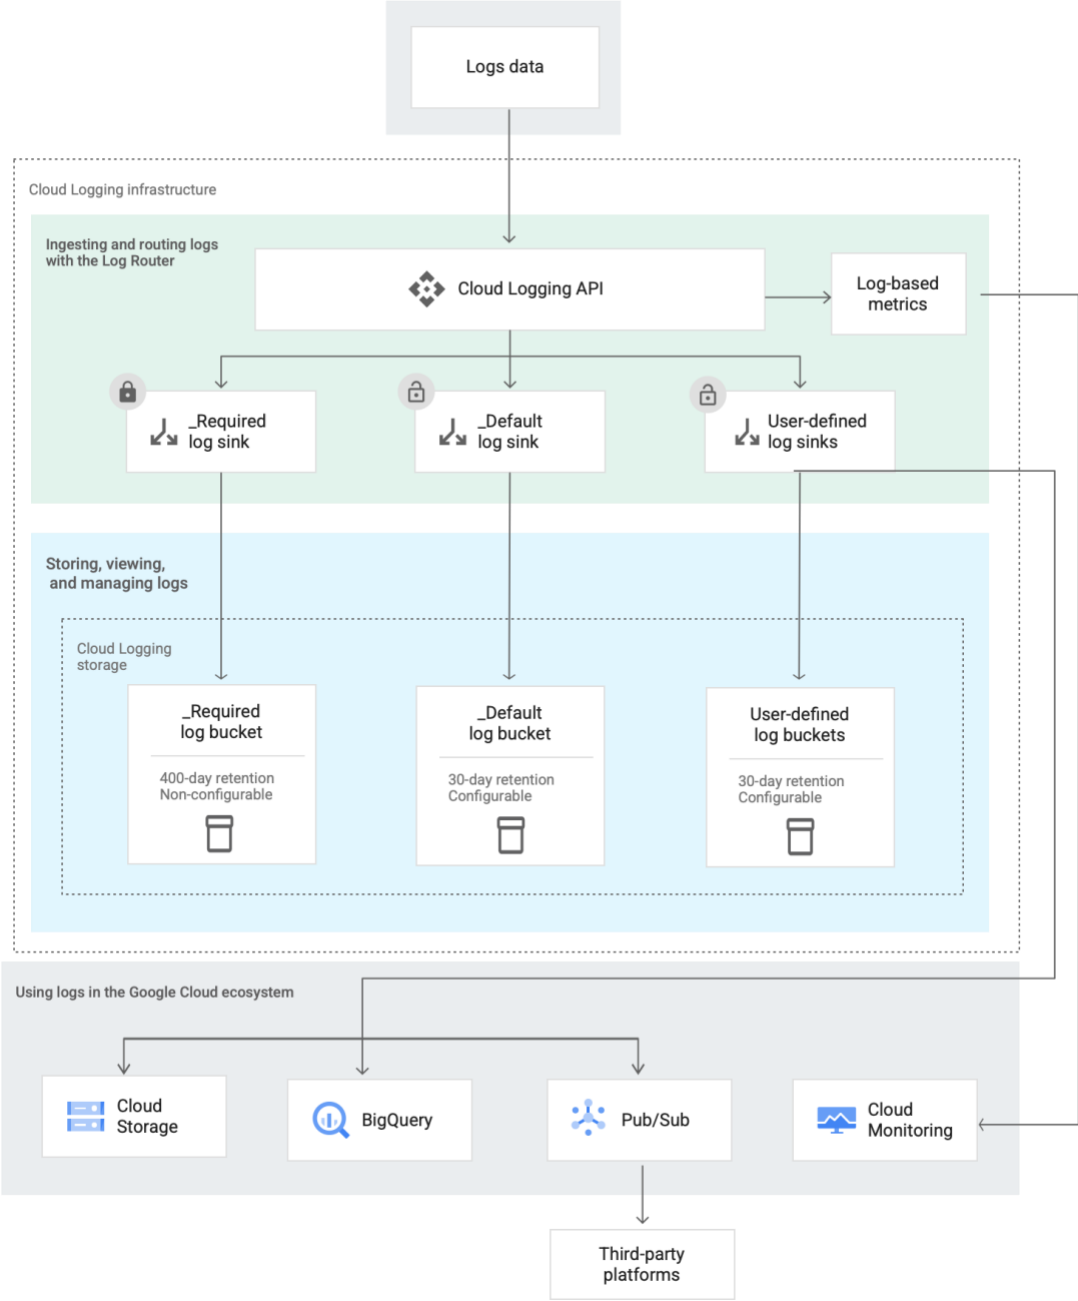 Logs data
Cloud Logging infrastructure
Ingesting and routing logs
with the Log Router
Cloud Logging API
Log-based
metrics
_Required
log sink
_Default
log sink
User-defined
log sinks
Storing, viewing,
and managing logs
Cloud Logging
storage
_Required
log bucket
400-day retention
Non-configurable
_Default
log bucket
30-day retention
Configurable
User-defined
log buckets
30-day retention
Configurable
Using logs in the Google Cloud ecosystem
Cloud
Storage
BigQuery
Pub/Sub
Cloud
Monitoring
Third-party
platforms